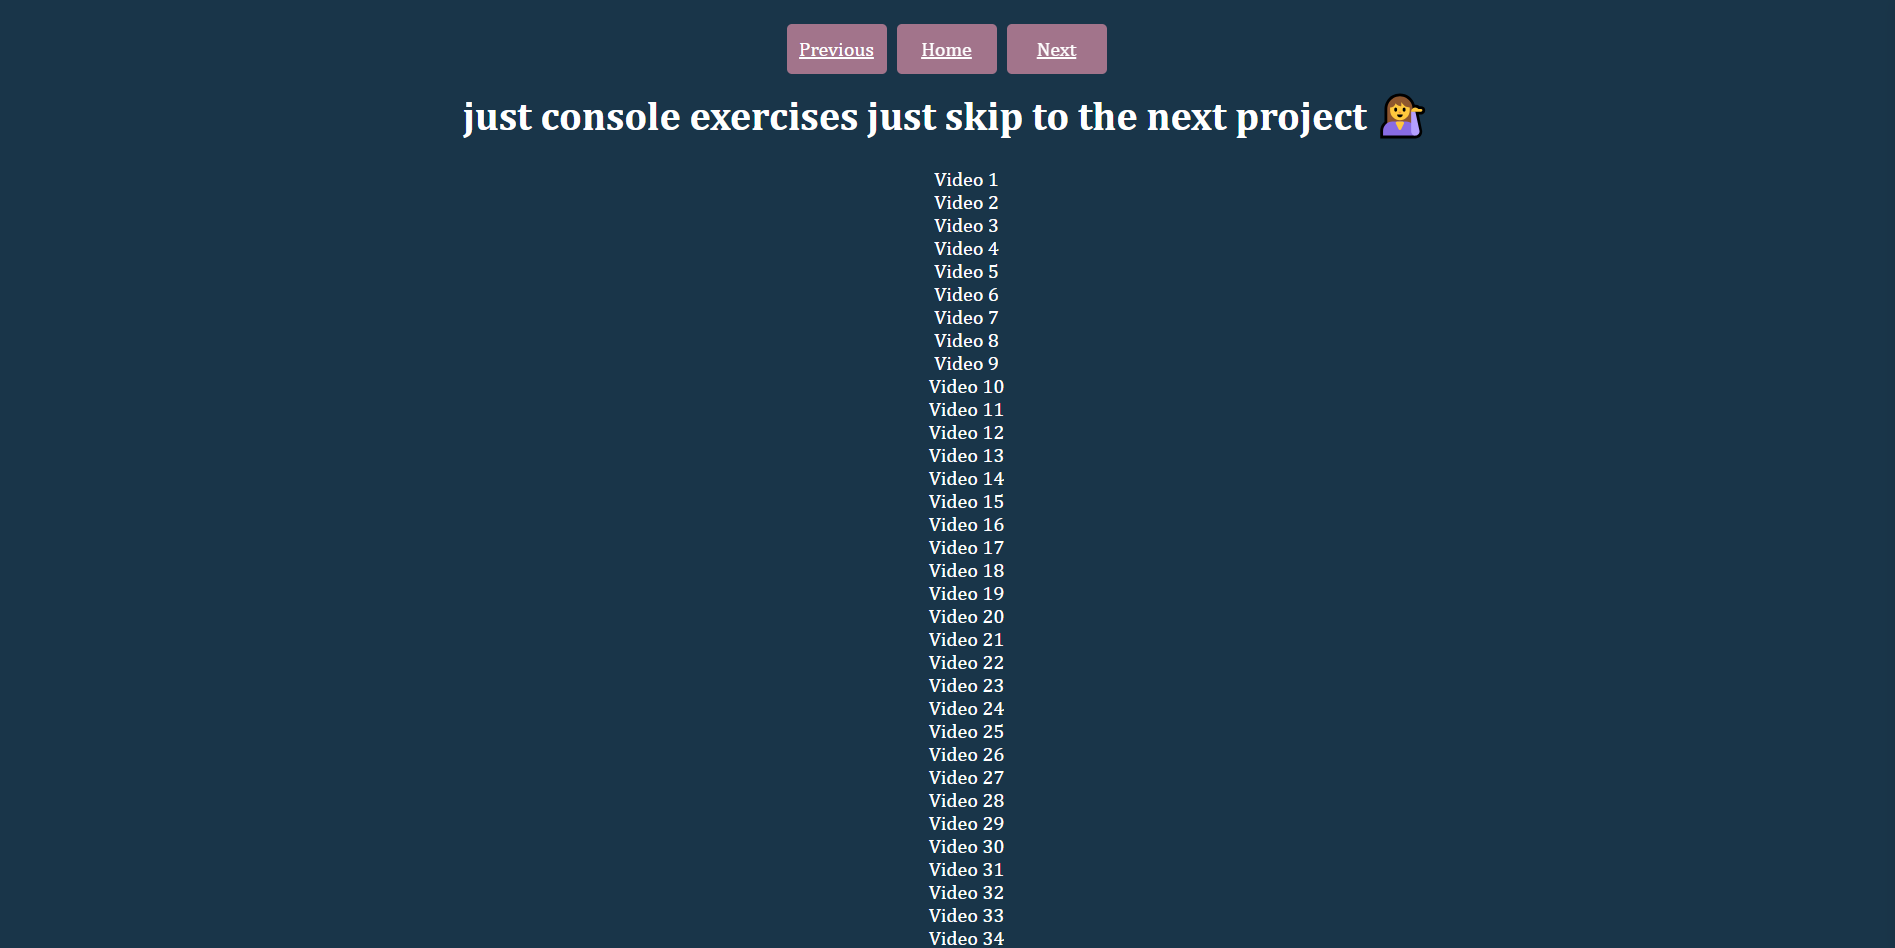 Previous Home Next
just console exercises just skip to the next project 💁‍♀️
Video 1
Video 2
Video 3
Video 4
Video 5
Video 6
Video 7
Video 8
Video 9
Video 10
Video 11
Video 12
Video 13
Video 14
Video 15
Video 16
Video 17
Video 18
Video 19
Video 20
Video 21
Video 22
Video 23
Video 24
Video 25
Video 26
Video 27
Video 28
Video 29
Video 30
Video 31
Video 32
Video 33
Video 34